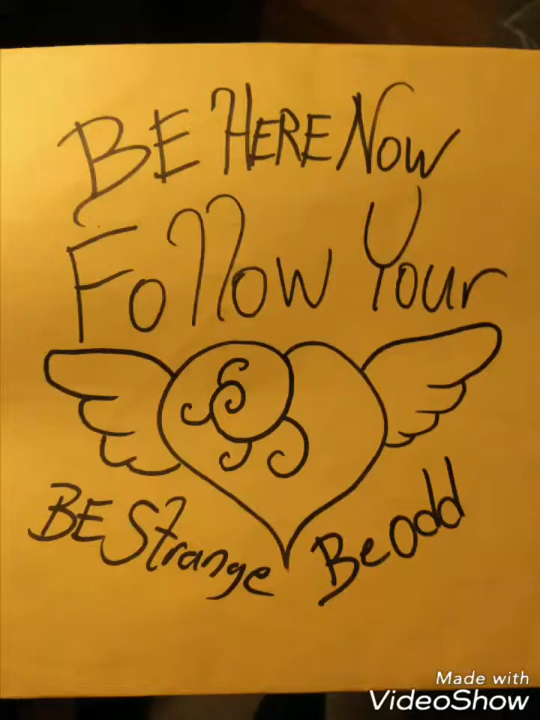 BE HERE NOW
Follow Your
BE Strange Be odd
Made with
VideoShow